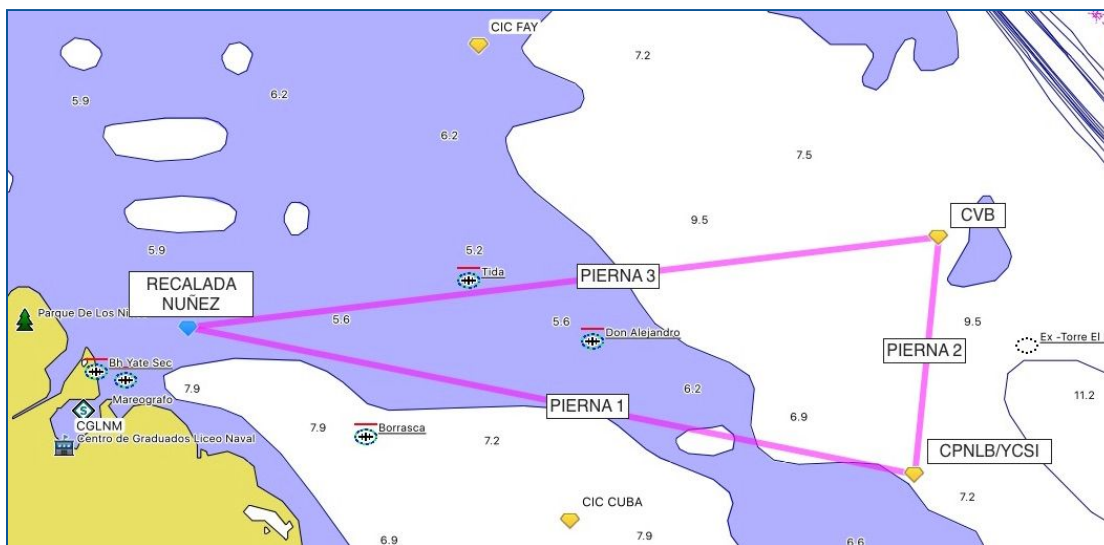 CIC FAY
7.2
5.9
6.2
6.2
7.5
CVB
9.5
5.9
5.2
RECALADA
NUÑEZ
Tida
PIERNA 3
Parque De Los Ni
5.6
5.6
Don Alejandro
9.5
Ex -Torre El
PIERNA 2
Bh Yate Sec
7.9
Mareografo
6.2
11.2
PIERNA 1
6.9
S
CGLNM
7.9
Borrasca
7.2
Centro de Graduados Liceo Naval
CPNLB/YCSI
7.2
CIC CUBA
6.9
7.9
6.6